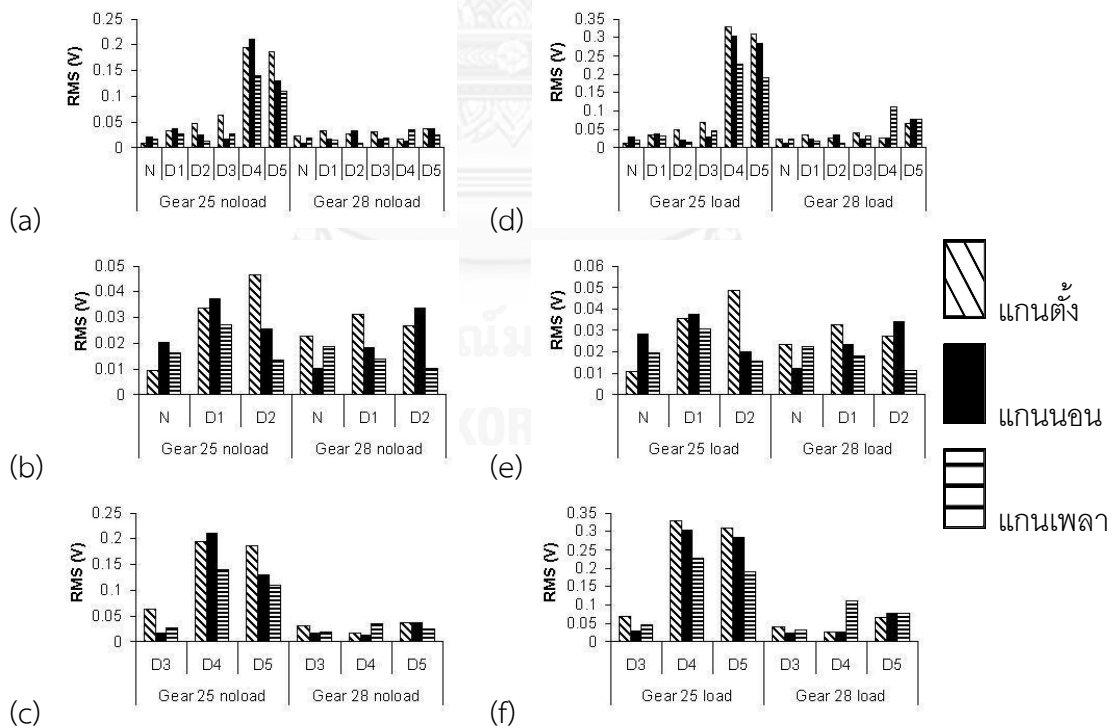 RMS (V)
0.25
0.2
0.15
0.1
0.05
0
N D1 D2 D3 D4 D5 N D1 D2 D3 D4 D5
Gear 25 noload Gear 28 noload
(a)
RMS (V)
0.35
0.3
0.25
0.2
0.15
0.1
0.05
0
N D1 D2 D3 D4 D5 N D1 D2 D3 D4 D5
Gear 25 load Gear 28 load
(d)
RMS (V)
0.05
0.04
0.03
0.02
0.01
0
N D1 D2 N D1 D2
Gear 25 noload Gear 28 noload
(b)
RMS (V)
0.06
0.05
0.04
0.03
0.02
0.01
0
N D1 D2 N D1 D2
Gear 25 load Gear 28 load
(e)
แกนตั้ง
แกนนอน
แกนเพลา
RMS (V)
0.25
0.2
0.15
0.1
0.05
0
D3 D4 D5 D3 D4 D5
Gear 25 noload Gear 28 noload
(c)
RMS (V)
0.35
0.3
0.25
0.2
0.15
0.1
0.05
0
D3 D4 D5 D3 D4 D5
Gear 25 load Gear 28 load
(f)